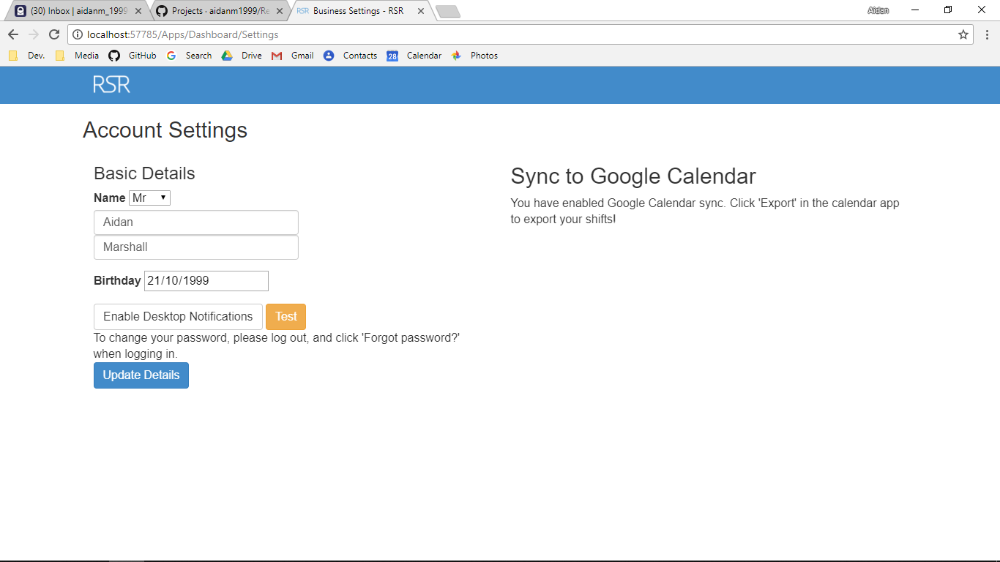 (30) Inbox | aidanm_1999
Projects · aidanm1999/Re
RSR Business Settings - RSR
Aidan
localhost:57785/Apps/Dashboard/Settings
Dev. Media GitHub Search Drive Gmail Contacts 28 Calendar Photos
RSR
Account Settings
Basic Details
Name Mr
Aidan
Marshall
Birthday 21/10/1999
Enable Desktop Notifications Test
To change your password, please log out, and click 'Forgot password?'
when logging in.
Update Details
Sync to Google Calendar
You have enabled Google Calendar sync. Click 'Export' in the calendar app
to export your shifts!